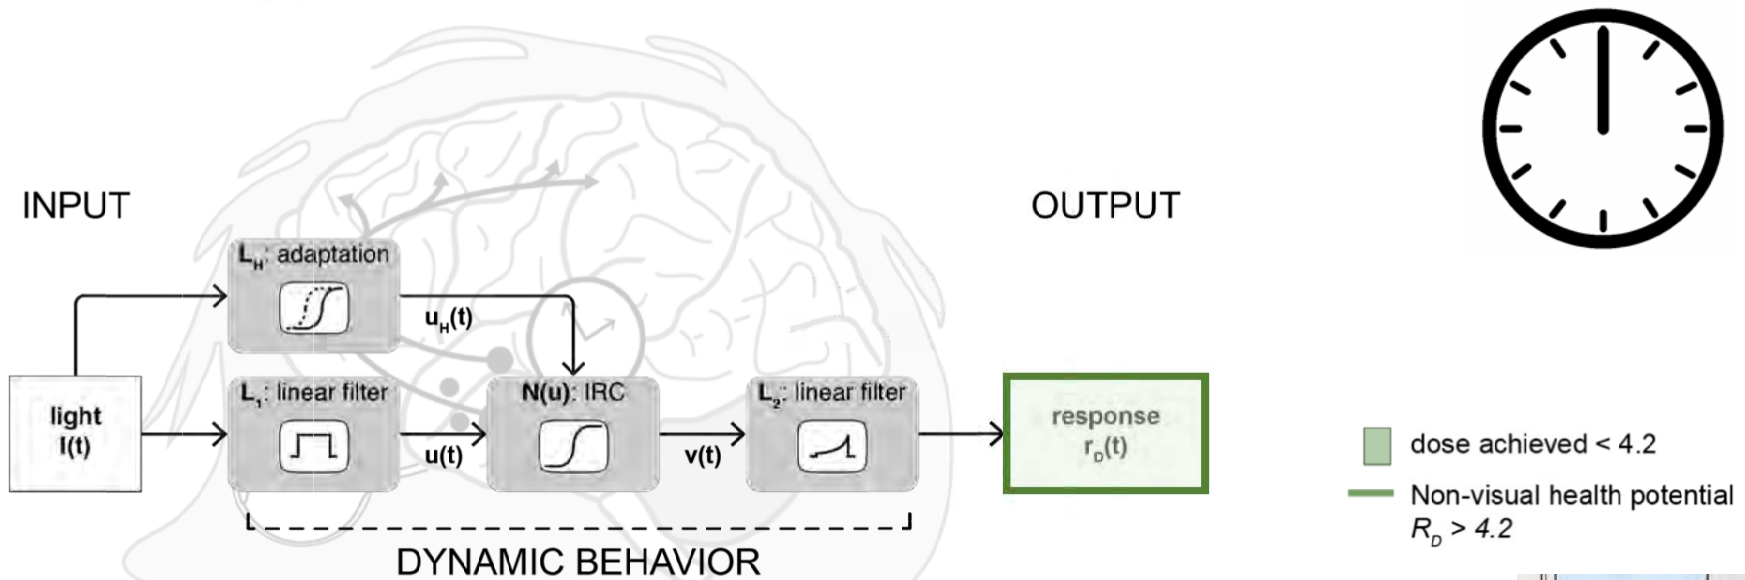 INPUT
OUTPUT
L_H: adaptation
u_H(t)
light
I(t)
L_1: linear filter
u(t)
N(u): IRC
v(t)
L_2: linear filter
response
r_D(t)
dose achieved < 4.2
Non-visual health potential
R_D > 4.2
DYNAMIC BEHAVIOR